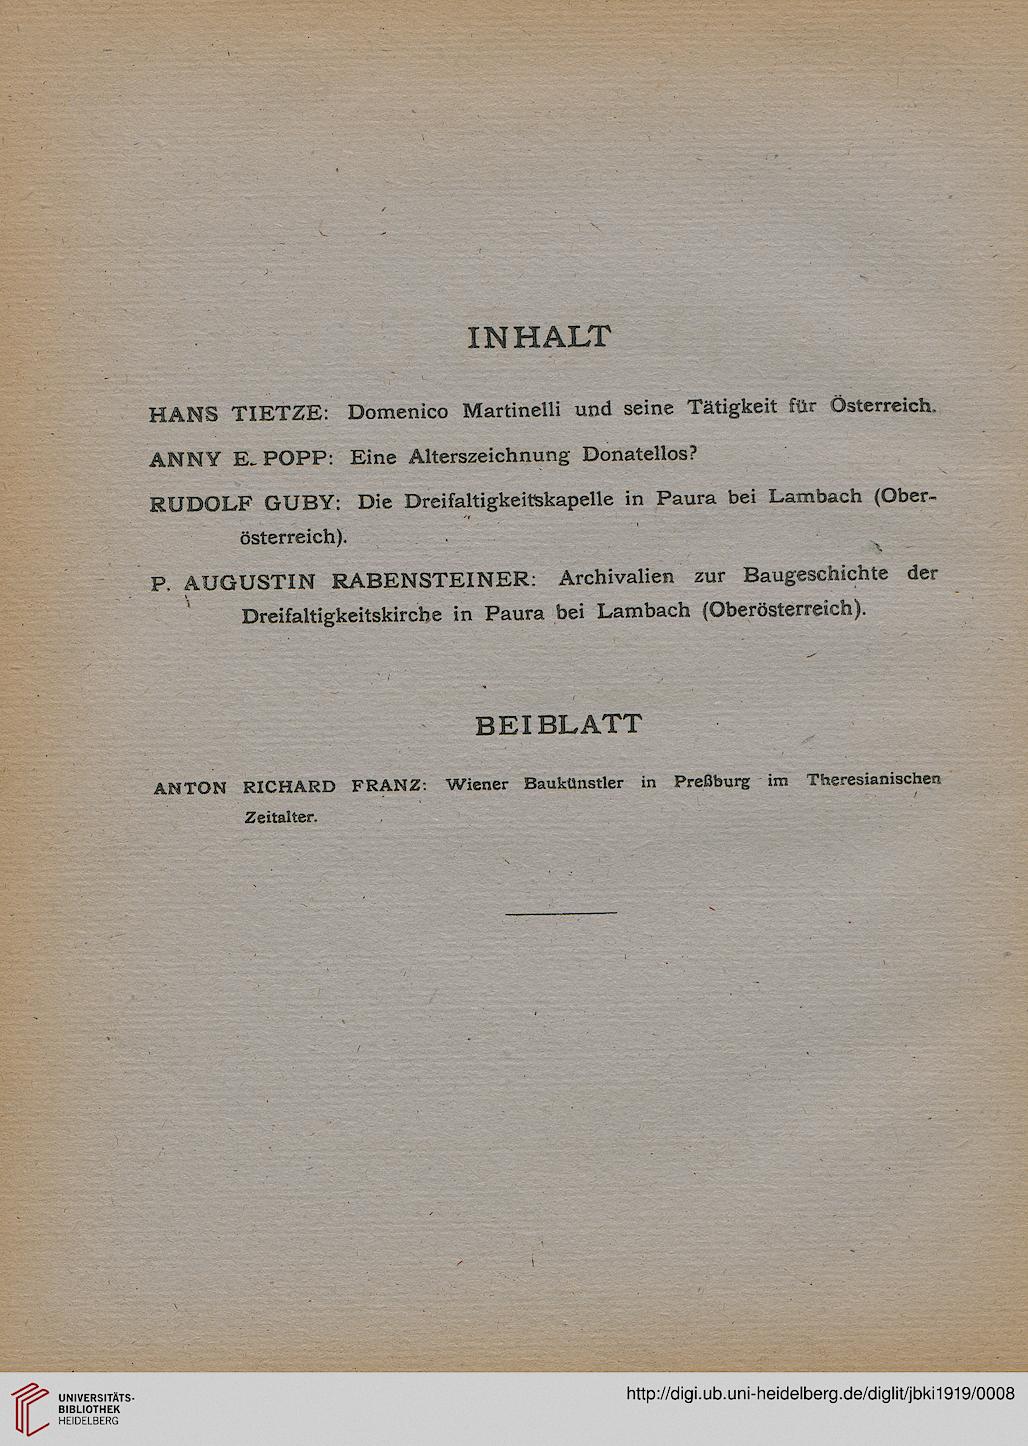 INHALT
HANS TIETZE: Domenico Martinelli und seine Tätigkeit für Österreich.
ANNY E. POPP: Eine Alterszeichnung Donatellos?
RUDOLF GUBY: Die Dreifaltigkeitskapelle in Paura bei Lambach (Ober-
österreich).
P. AUGUSTIN RABENSTEINER: Archivalien zur Baugeschichte der
Dreifaltigkeitskirche in Paura bei Lambach (Oberösterreich).
BEIBLATT
ANTON RICHARD FRANZ: Wiener Baukünstler in Preßburg im Theresianischen
Zeitalter.
UNIVERSITÄTS-
BIBLIOTHEK
HEIDELBERG
http://digi.ub.uni-heidelberg.de/diglit/jbki1919/0008